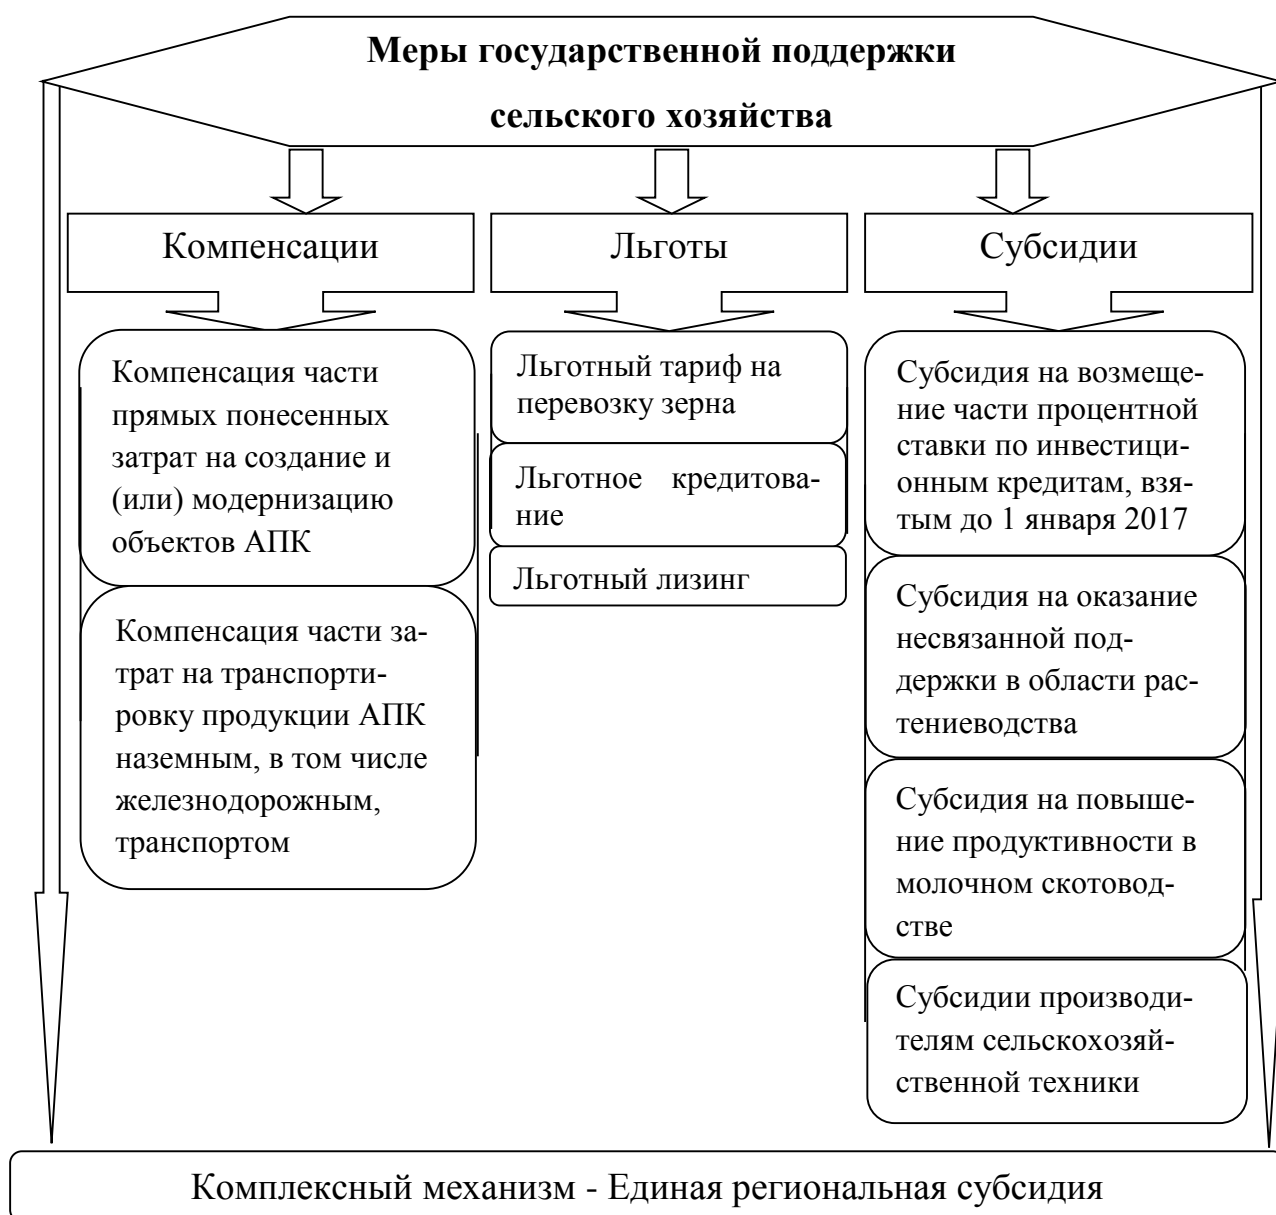 Меры государственной поддержки
сельского хозяйства
Компенсации
Льготы
Субсидии
Компенсация части
прямых понесенных
затрат на создание и
(или) модернизацию
объектов АПК
Компенсация части за-
трат на транспорти-
ровку продукции АПК
наземным, в том числе
железнодорожным,
транспортом
Льготный тариф на
перевозку зерна
Льготное кредитова-
ние
Льготный лизинг
Субсидия на возмеще-
ние части процентной
ставки по инвестици-
онным кредитам, взя-
тым до 1 января 2017
Субсидия на оказание
несвязанной под-
держки в области рас-
тениеводства
Субсидия на повыше-
ние продуктивности в
молочном скотовод-
стве
Субсидии производи-
телям сельскохозяй-
ственной техники
Комплексный механизм - Единая региональная субсидия